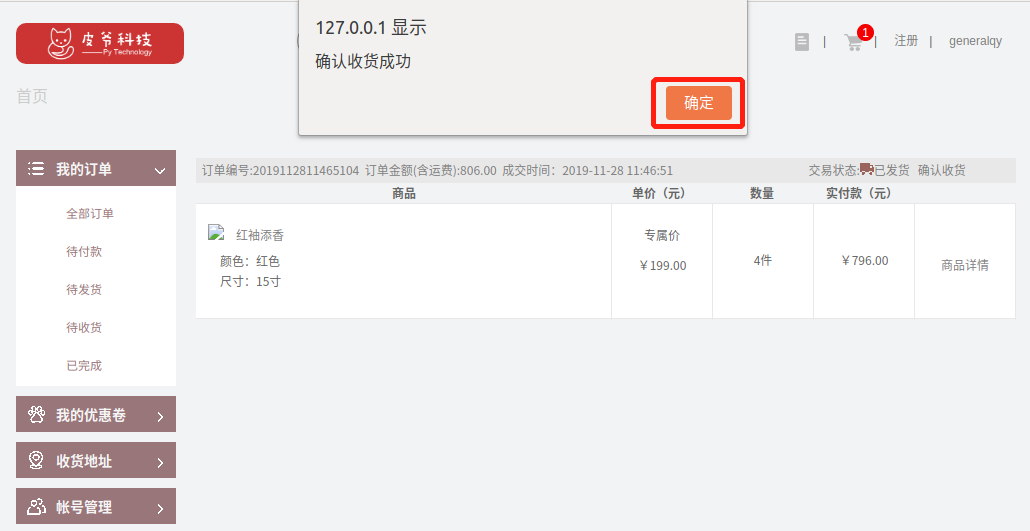 127.0.0.1 显示
确认收货成功
确定
皮爷科技
Py Technology
| 1 | 注册 | generalqy
首页
我的订单
全部订单
待付款
待发货
待收货
已完成
我的优惠卷
收货地址
帐号管理
订单编号:2019112811465104 订单金额(含运费):806.00 成交时间：2019-11-28 11:46:51 交易状态:已发货 确认收货
商品 单价（元） 数量 实付款（元）
红袖添香
颜色：红色
尺寸：15寸
专属价
￥199.00
4件
￥796.00
商品详情